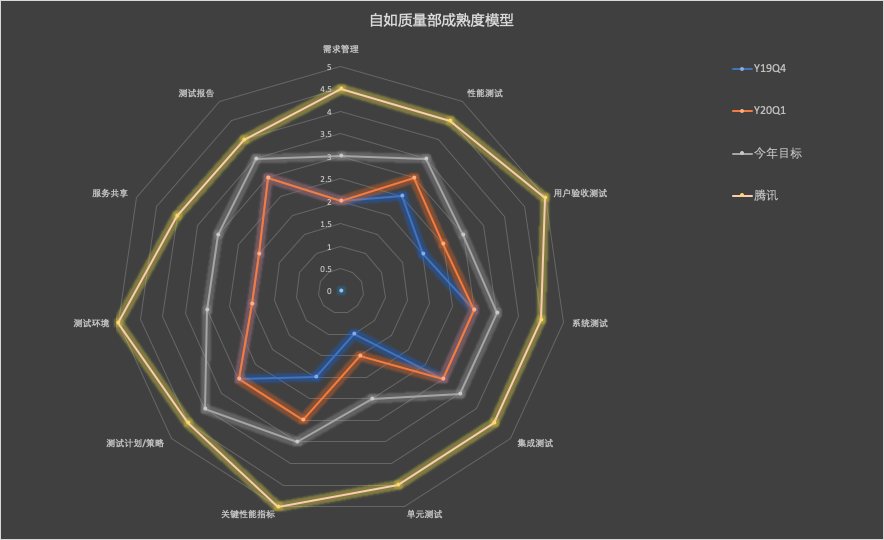 自如质量部成熟度模型
需求管理
性能测试
用户验收测试
系统测试
集成测试
单元测试
关键性能指标
测试计划/策略
测试环境
服务共享
测试报告
5
4.5
4
3.5
3
2.5
2
1.5
1
0.5
0
Y19Q4
Y20Q1
今年目标
腾讯